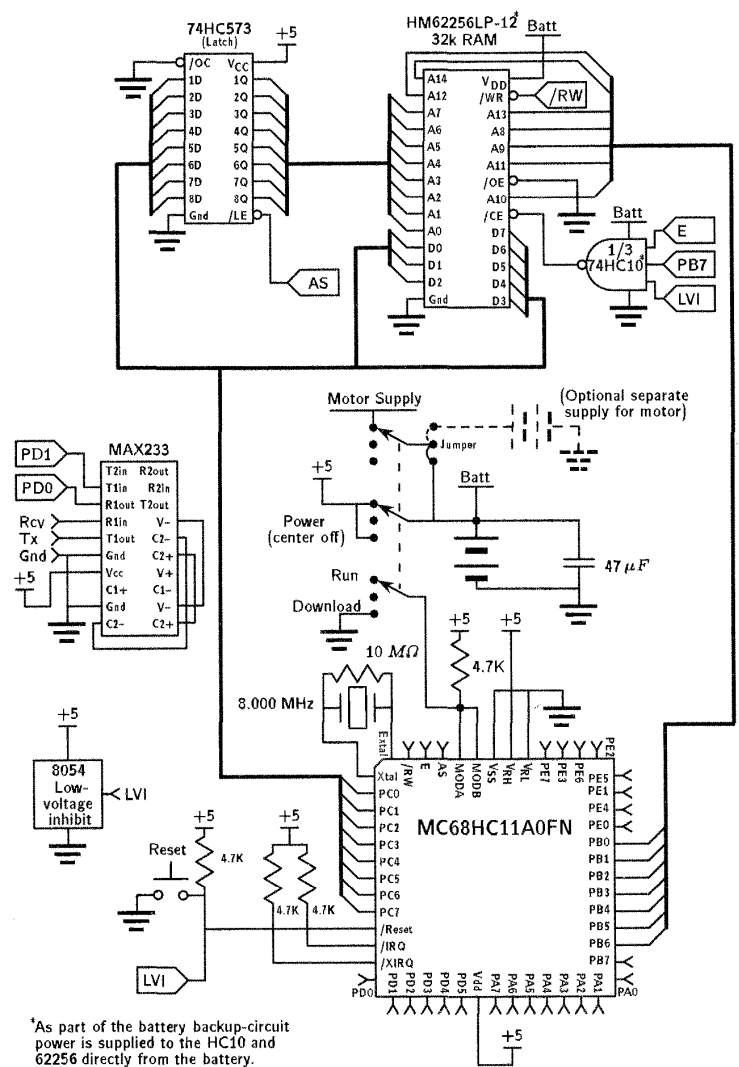 74HC573
(Latch)
+5
/OC VCC
1D 1Q
2D 2Q
3D 3Q
4D 4Q
5D 5Q
6D 6Q
7D 7Q
8D 8Q
Gnd /LE
AS
HM62256LP-12*
32k RAM
Batt
A14 VDD
A12 /WR
A7 A13
A6 A8
A5 A9
A4 A11
A3 /OE
A2 A10
A1 /CE
A0 D7
D0 D6
D1 D5
D2 D4
Gnd D3
/RW
Batt
1/3
74HC10*
E
PB7
LVI
Motor Supply
(Optional separate
supply for motor)
Jumper
+5
Batt
Power
(center off)
47 µF
Run
Download
PD1
PD0
Rcv
Tx
Gnd
+5
MAX233
T2in R2out
T1in R2in
R1out T2out
R1in V-
T1out C2-
Gnd C2+
Vcc V+
C1+ C1-
Gnd V-
C2- C2+
10 MΩ
8.000 MHz
+5
4.7K
+5
+5
8054
Low-
voltage
inhibit
LVI
Reset
+5
4.7K
+5
4.7K
4.7K
LVI
MC68HC11A0FN
Extal
/RW
E
AS
MODA
MODB
VSS
VRH
VRL
PE7
PE3
PE6
PE2
Xtal
PC0
PC1
PC2
PC3
PC4
PC5
PC6
PC7
/Reset
/IRQ
/XIRQ
PE5
PE1
PE4
PE0
PB0
PB1
PB2
PB3
PB4
PB5
PB6
PB7
PD0
PD1
PD2
PD3
PD4
PD5
Vdd
PA7
PA6
PA5
PA4
PA3
PA2
PA1
PA0
+5
*As part of the battery backup-circuit
power is supplied to the HC10 and
62256 directly from the battery.